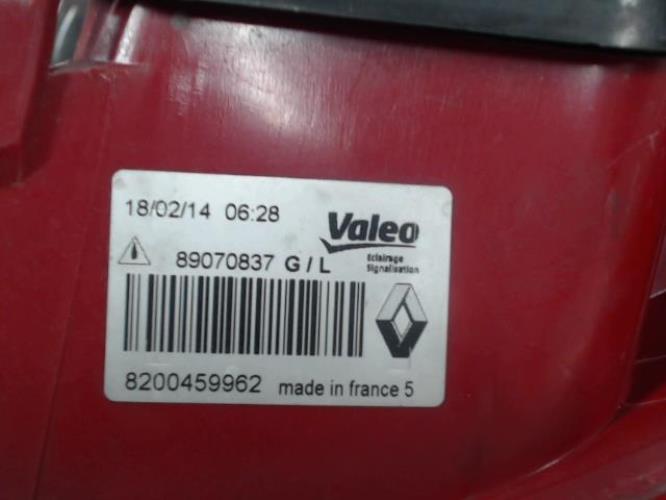 18/02/14 06:28
Valeo
Eclairage
Signalisation
89070837 G / L
8200459962 made in france 5